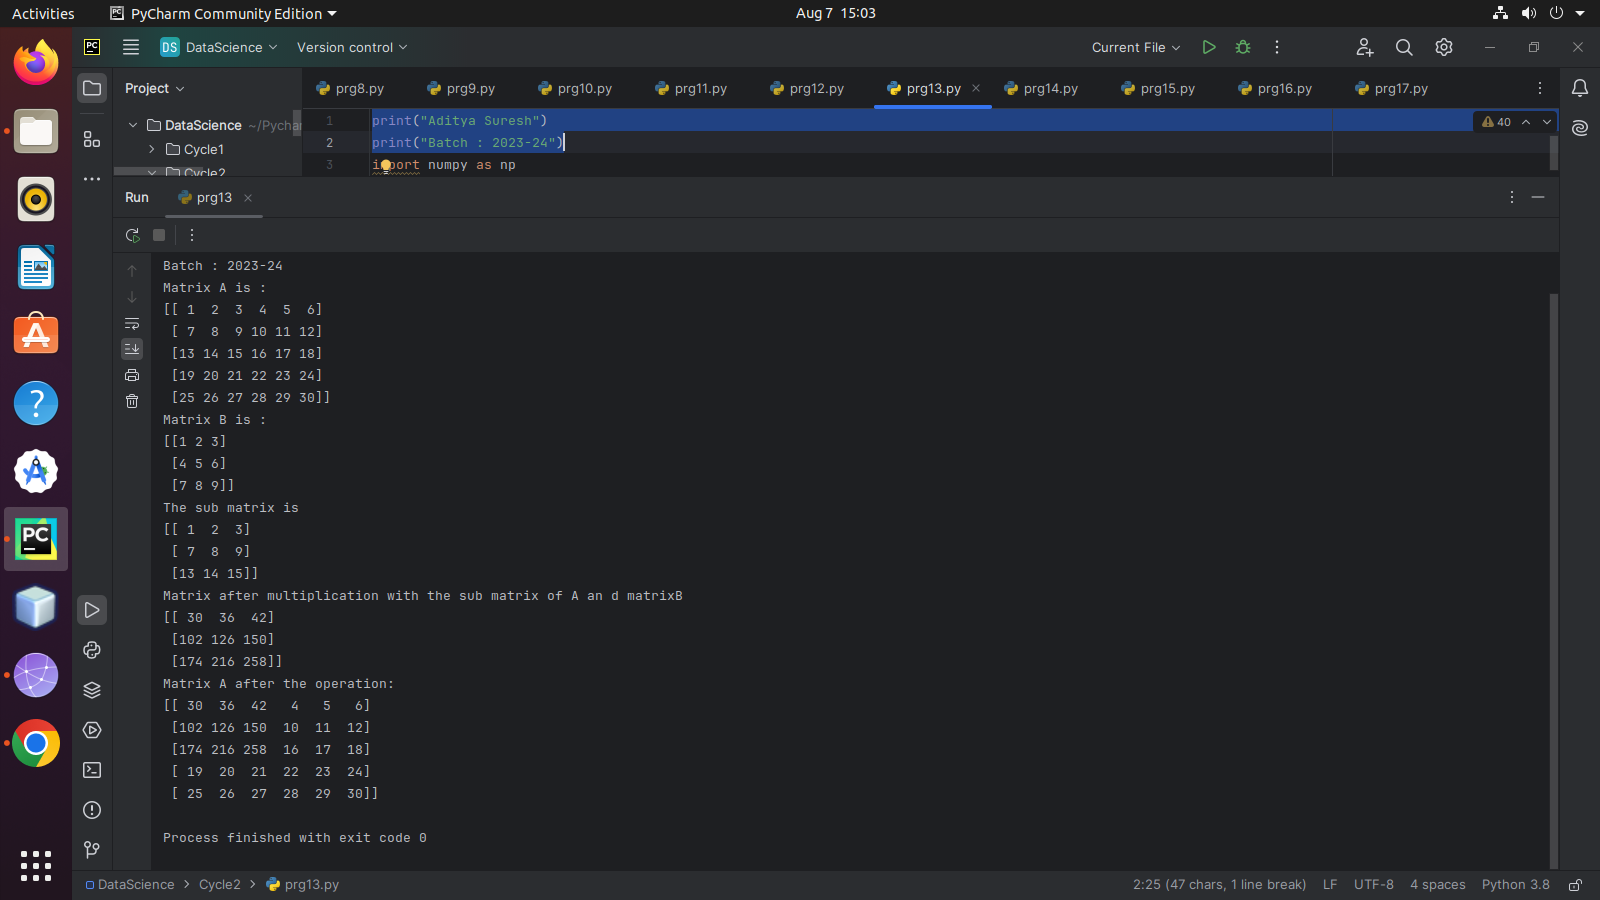 Activities PyCharm Community Edition Aug 7 15:03
PC DS DataScience Version control Current File
Project prg8.py prg9.py prg10.py prg11.py prg12.py prg13.py prg14.py prg15.py prg16.py prg17.py
DataScience ~/Pychar
Cycle1
Cycle2
1 print("Aditya Suresh") 40
2 print("Batch : 2023-24")
3 import numpy as np
Run prg13
Batch : 2023-24
Matrix A is :
[[ 1  2  3  4  5  6]
 [ 7  8  9 10 11 12]
 [13 14 15 16 17 18]
 [19 20 21 22 23 24]
 [25 26 27 28 29 30]]
Matrix B is :
[[1 2 3]
 [4 5 6]
 [7 8 9]]
The sub matrix is
[[ 1  2  3]
 [ 7  8  9]
 [13 14 15]]
Matrix after multiplication with the sub matrix of A an d matrixB
[[ 30  36  42]
 [102 126 150]
 [174 216 258]]
Matrix A after the operation:
[[ 30  36  42   4   5   6]
 [102 126 150  10  11  12]
 [174 216 258  16  17  18]
 [ 19  20  21  22  23  24]
 [ 25  26  27  28  29  30]]
Process finished with exit code 0
DataScience > Cycle2 > prg13.py 2:25 (47 chars, 1 line break) LF UTF-8 4 spaces Python 3.8